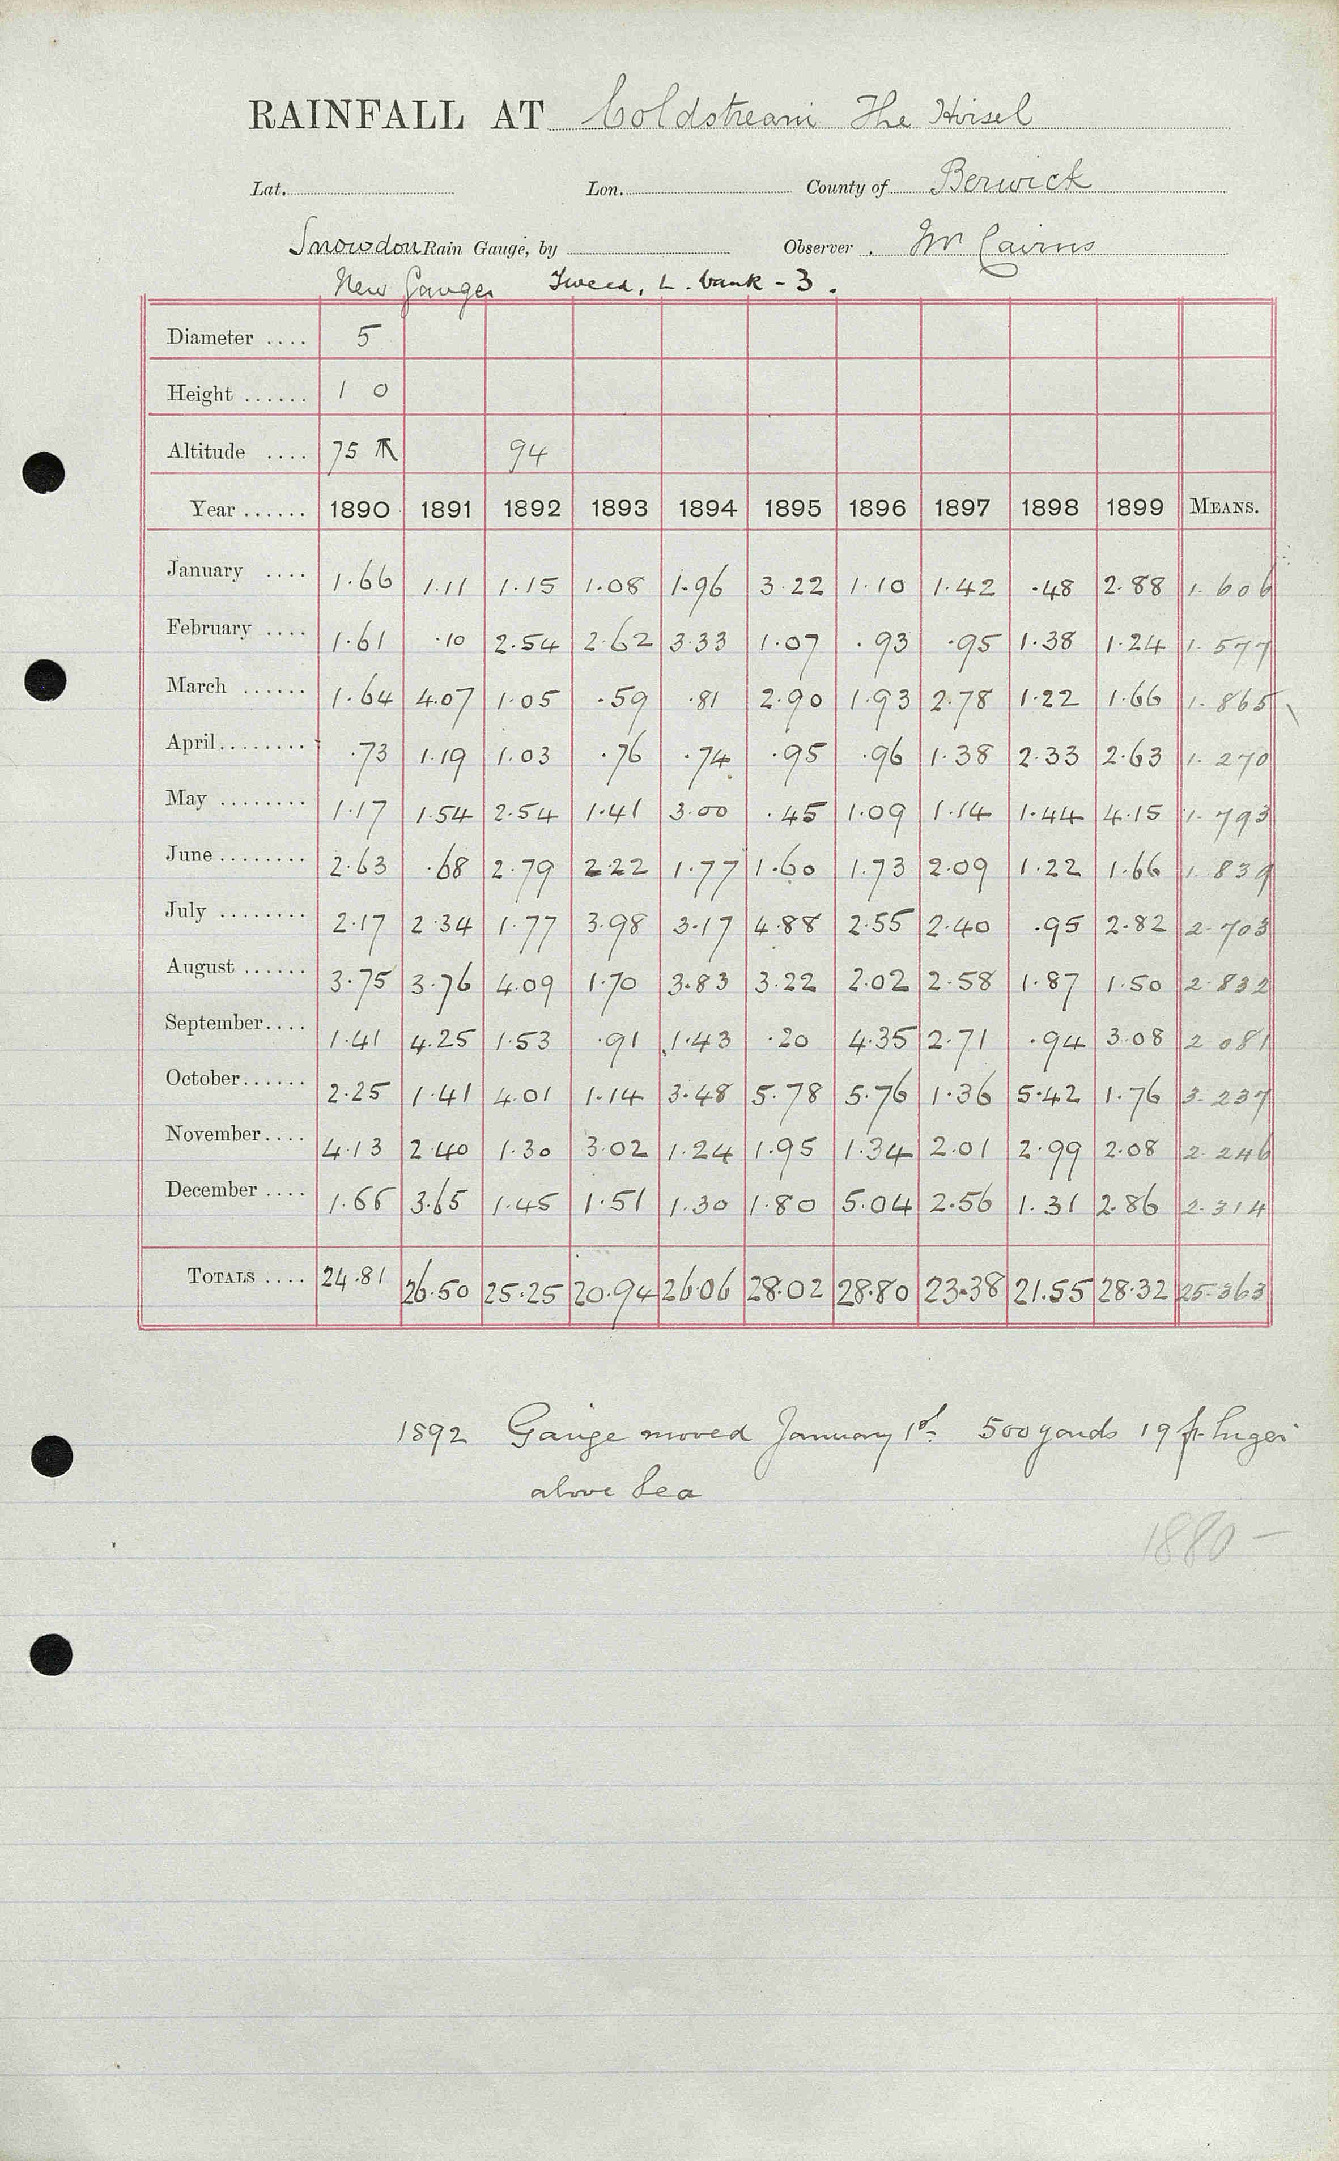 RAINFALL AT Coldstream The Hirsel
Lat. Lon. County of Berwick
Snowdon Rain Gauge, by Observer . Mr Cairns
New Gauge Tweed, L. bank - 3.
Diameter .... 5
Height ...... 1 0
Altitude .... 75 94
Year ...... 1890 1891 1892 1893 1894 1895 1896 1897 1898 1899 MEANS.
January .... 1.66 1.11 1.15 1.08 1.96 3.22 1.10 1.42 .48 2.88 1.606
February .... 1.61 .10 2.54 2.62 3.33 1.07 .93 .95 1.38 1.24 1.577
March ...... 1.64 4.07 1.05 .59 .81 2.90 1.93 2.78 1.22 1.66 1.865
April........ .73 1.19 1.03 .76 .74 .95 .96 1.38 2.33 2.63 1.270
May ........ 1.17 1.54 2.54 1.41 3.00 .45 1.09 1.14 1.44 4.15 1.793
June ........ 2.63 .68 2.79 2.22 1.77 1.60 1.73 2.09 1.22 1.66 1.839
July ........ 2.17 2.34 1.77 3.98 3.17 4.88 2.55 2.40 .95 2.82 2.703
August ...... 3.75 3.76 4.09 1.70 3.83 3.22 2.02 2.58 1.87 1.50 2.832
September.... 1.41 4.25 1.53 .91 1.43 .20 4.35 2.71 .94 3.08 2.081
October...... 2.25 1.41 4.01 1.14 3.48 5.78 5.76 1.36 5.42 1.76 3.237
November.... 4.13 2.40 1.30 3.02 1.24 1.95 1.34 2.01 2.99 2.08 2.246
December .... 1.66 3.65 1.45 1.51 1.30 1.80 5.04 2.56 1.31 2.86 2.314
TOTALS .... 24.81 26.50 25.25 20.94 26.06 28.02 28.80 23.38 21.55 28.32 25.363
1892 Gauge moved January 1st. 500 yards 19 ft. higher
above Sea
1880 -